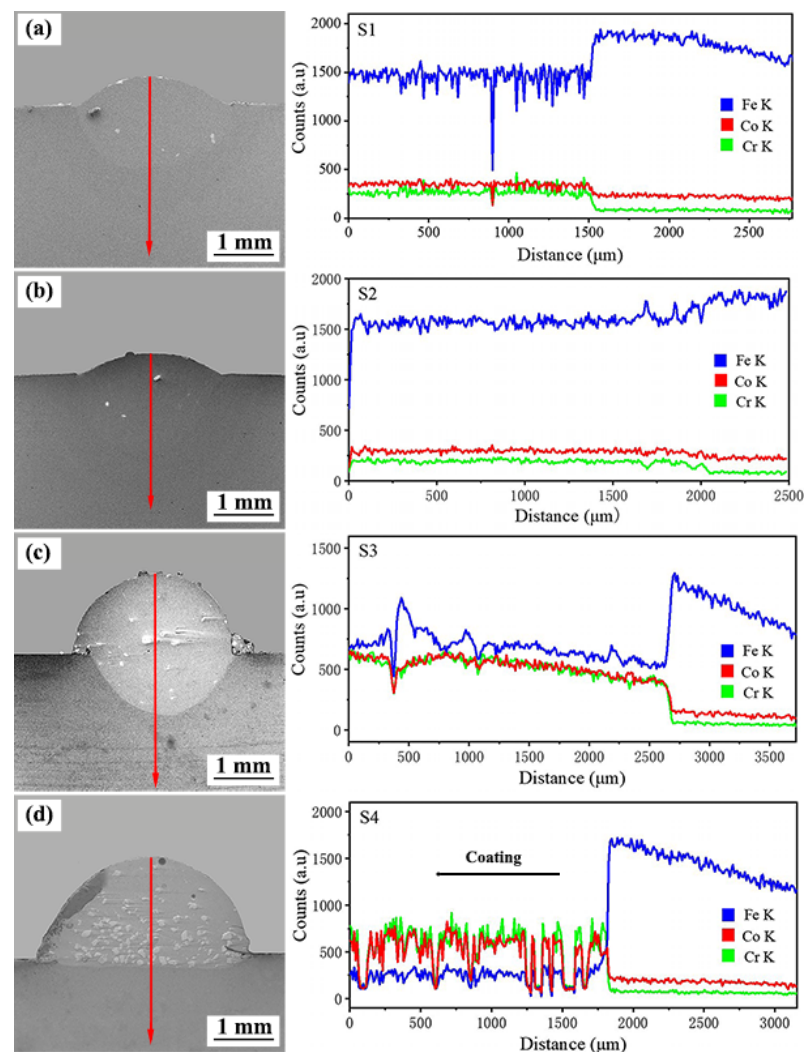 (a)
1 mm
S1
2000
1500
1000
500
0
Counts (a.u)
Fe K
Co K
Cr K
0 500 1000 1500 2000 2500
Distance (μm)
(b)
1 mm
S2
2000
1500
1000
500
0
Counts (a.u)
Fe K
Co K
Cr K
0 500 1000 1500 2000 2500
Distance (μm)
(c)
1 mm
S3
1500
1000
500
0
Counts (a.u)
Fe K
Co K
Cr K
0 500 1000 1500 2000 2500 3000 3500
Distance (μm)
(d)
1 mm
S4
2000
1500
1000
500
0
Counts (a.u)
Coating
Fe K
Co K
Cr K
0 500 1000 1500 2000 2500 3000
Distance (μm)